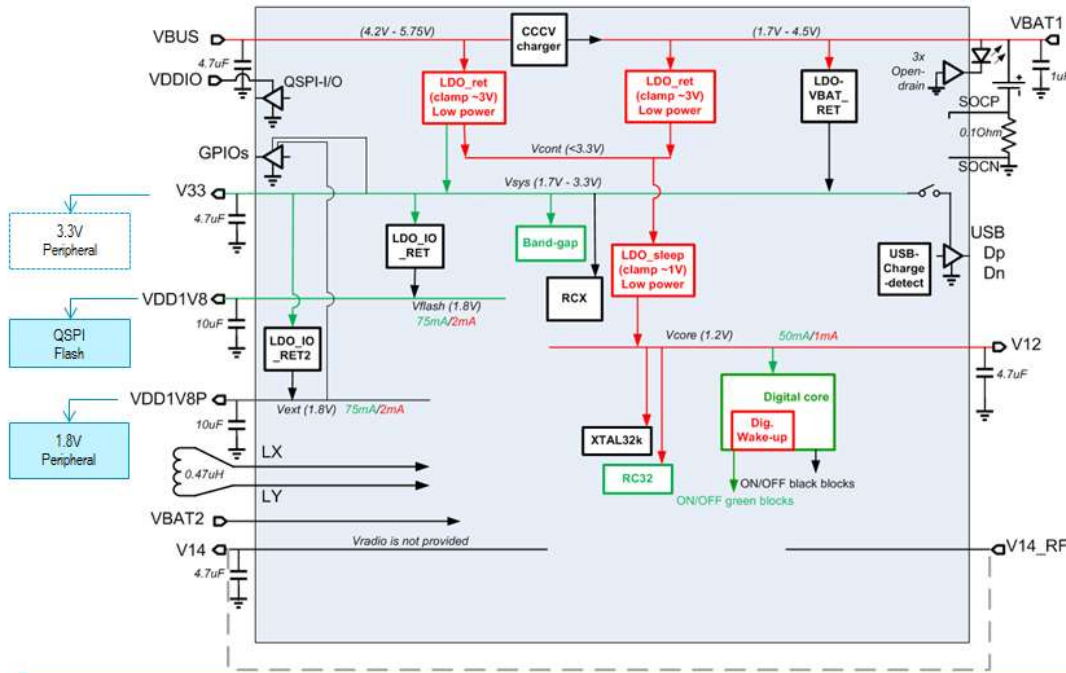 VBUS
(4.2V - 5.75V)
CCCV
charger
(1.7V - 4.5V)
VBAT1
4.7uF
VDDIO
QSPI-I/O
LDO_ret
(clamp ~3V)
Low power
LDO_ret
(clamp ~3V)
Low power
LDO-
VBAT_
RET
3x
Open-
drain
1uF
SOCP
0.1Ohm
SOCN
GPIOs
Vcont (<3.3V)
V33
Vsys (1.7V - 3.3V)
3.3V
Peripheral
4.7uF
LDO_IO
_RET
Band-gap
LDO_sleep
(clamp ~1V)
Low power
RCX
USB-
Charge
-detect
USB
Dp
Dn
VDD1V8
Vflash (1.8V)
75mA/2mA
QSPI
Flash
10uF
LDO_IO
_RET2
Vcore (1.2V)
50mA/1mA
V12
4.7uF
VDD1V8P
Vext (1.8V) 75mA/2mA
Digital core
Dig.
Wake-up
1.8V
Peripheral
10uF
XTAL32k
RC32
LX
0.47uH
LY
ON/OFF black blocks
ON/OFF green blocks
VBAT2
V14
Vradio is not provided
V14_RF
4.7uF